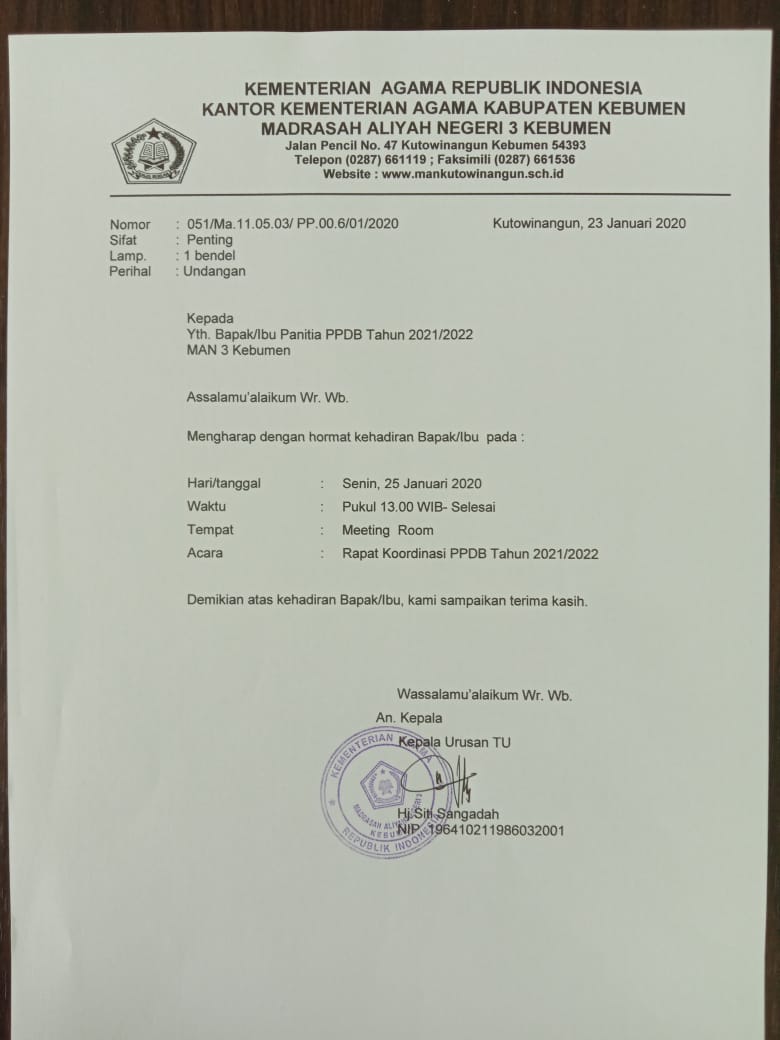 KEMENTERIAN AGAMA REPUBLIK INDONESIA
KANTOR KEMENTERIAN AGAMA KABUPATEN KEBUMEN
MADRASAH ALIYAH NEGERI 3 KEBUMEN
Jalan Pencil No. 47 Kutowinangun Kebumen 54393
Telepon (0287) 661119 ; Faksimili (0287) 661536
Website : www.mankutowinangun.sch.id
Nomor : 051/Ma.11.05.03/ PP.00.6/01/2020 Kutowinangun, 23 Januari 2020
Sifat : Penting
Lamp. : 1 bendel
Perihal : Undangan
Kepada
Yth. Bapak/Ibu Panitia PPDB Tahun 2021/2022
MAN 3 Kebumen
Assalamu'alaikum Wr. Wb.
Mengharap dengan hormat kehadiran Bapak/Ibu pada :
Hari/tanggal : Senin, 25 Januari 2020
Waktu : Pukul 13.00 WIB- Selesai
Tempat : Meeting Room
Acara : Rapat Koordinasi PPDB Tahun 2021/2022
Demikian atas kehadiran Bapak/Ibu, kami sampaikan terima kasih.
Wassalamu'alaikum Wr. Wb.
An. Kepala
Kepala Urusan TU
Hj.Siti Sangadah
NIP. 196410211986032001
KEMENTERIAN AGAMA
MADRASAH ALIYAH NEGERI 3
KEBUMEN
REPUBLIK INDONESIA